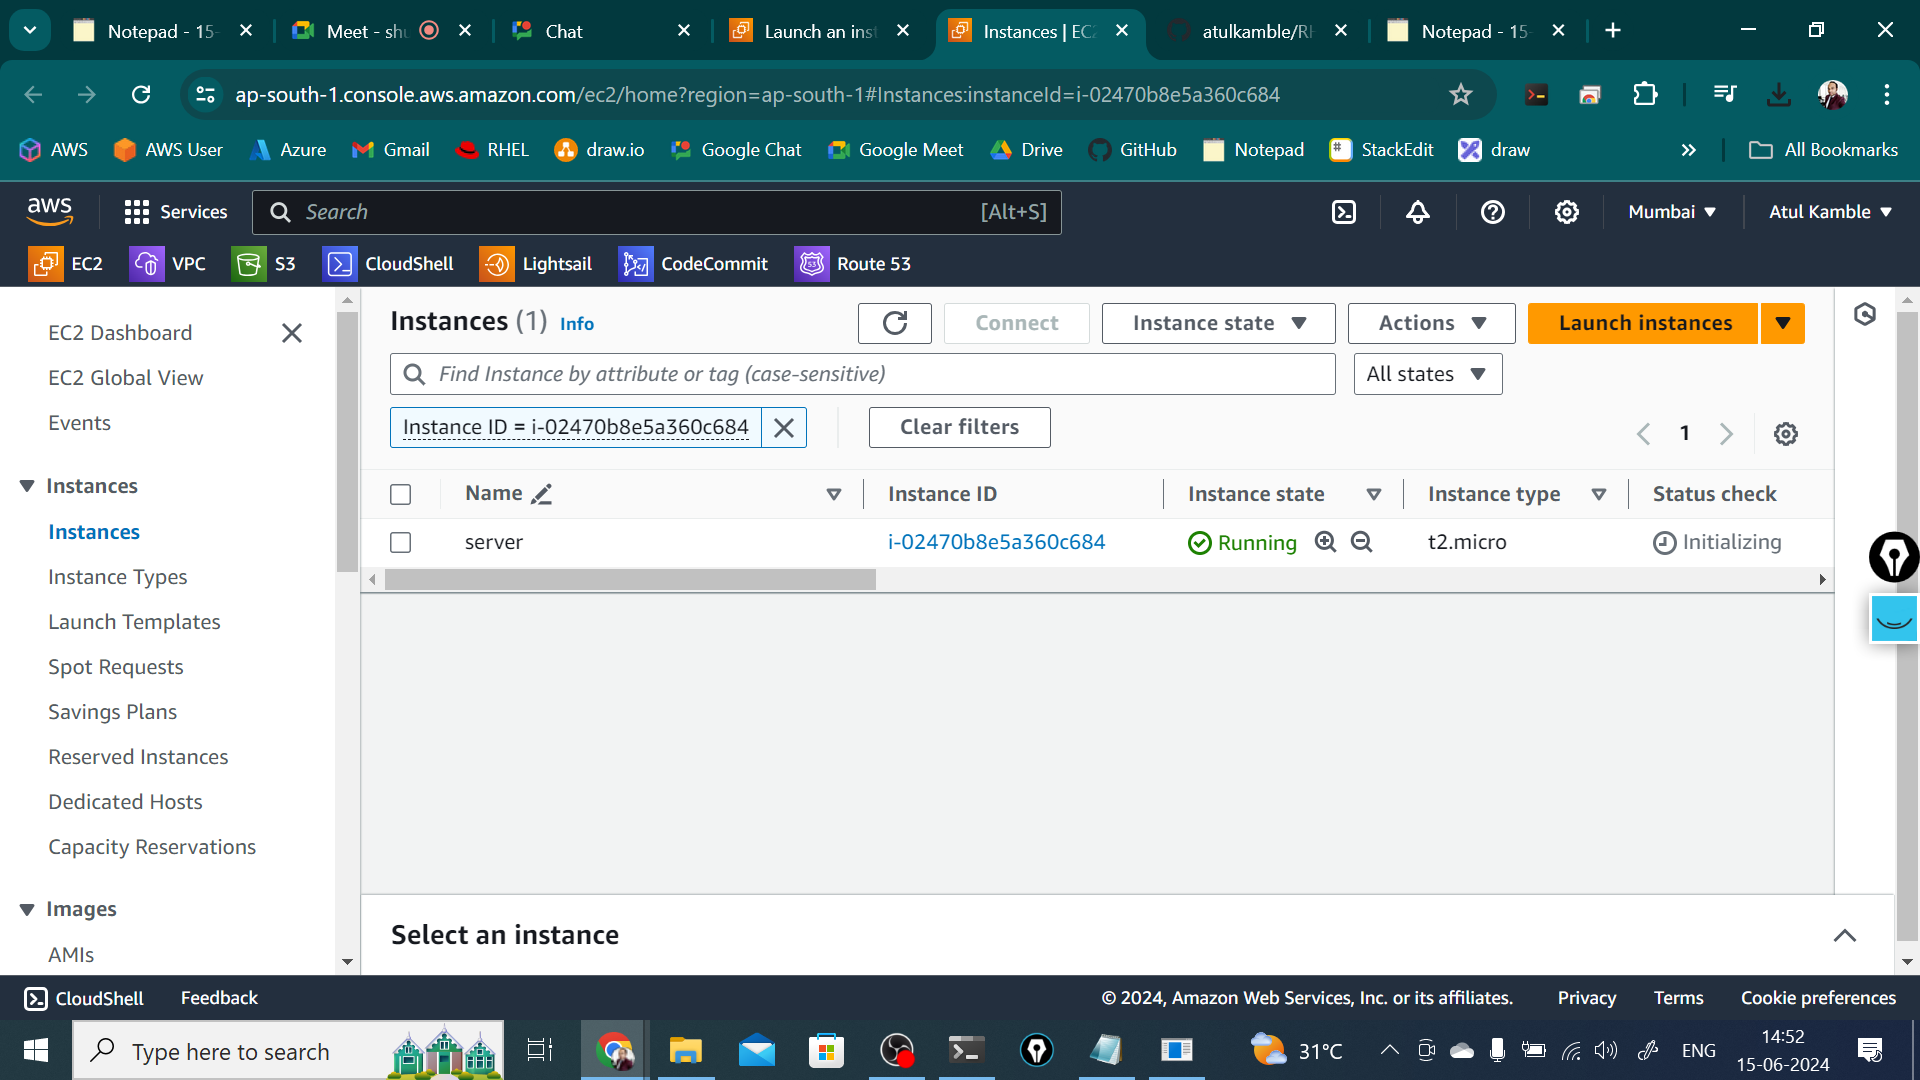 Notepad - 15-
Meet - shu
Chat
Launch an inst
Instances | EC2
atulkamble/RH
Notepad - 15-
ap-south-1.console.aws.amazon.com/ec2/home?region=ap-south-1#Instances:instanceId=i-02470b8e5a360c684
AWS
AWS User
Azure
Gmail
RHEL
draw.io
Google Chat
Google Meet
Drive
GitHub
Notepad
StackEdit
draw
All Bookmarks
aws
Services
Search
[Alt+S]
Mumbai
Atul Kamble
EC2
VPC
S3
CloudShell
Lightsail
CodeCommit
Route 53
EC2 Dashboard
EC2 Global View
Events
Instances
Instances
Instance Types
Launch Templates
Spot Requests
Savings Plans
Reserved Instances
Dedicated Hosts
Capacity Reservations
Images
AMIs
Instances (1) Info
Connect
Instance state
Actions
Launch instances
Find Instance by attribute or tag (case-sensitive)
All states
Instance ID = i-02470b8e5a360c684
Clear filters
1
Name
Instance ID
Instance state
Instance type
Status check
server
i-02470b8e5a360c684
Running
t2.micro
Initializing
Select an instance
CloudShell
Feedback
© 2024, Amazon Web Services, Inc. or its affiliates.
Privacy
Terms
Cookie preferences
Type here to search
31°C
ENG
14:52
15-06-2024